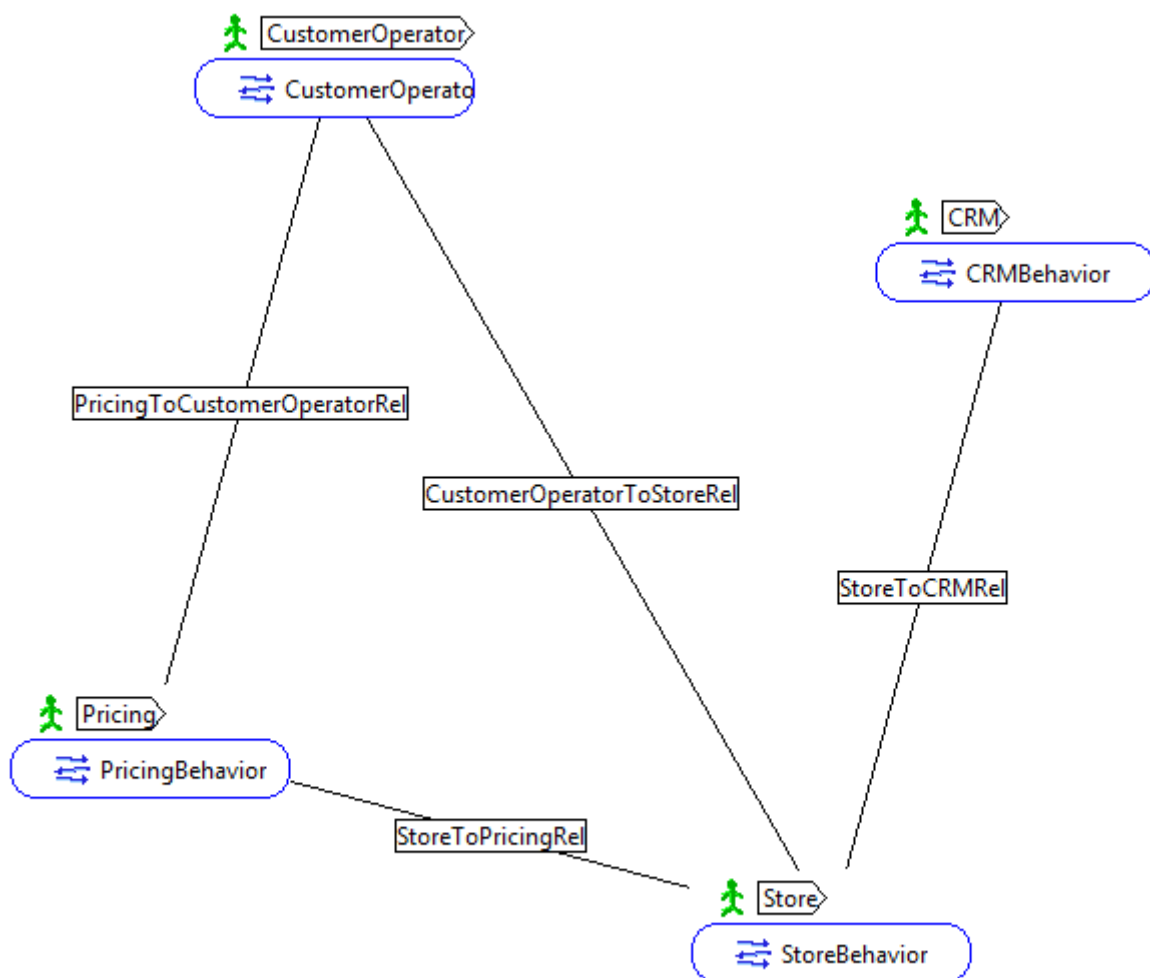 CustomerOperator
CustomerOperato
CRM
CRMBehavior
PricingToCustomerOperatorRel
CustomerOperatorToStoreRel
StoreToCRMRel
Pricing
PricingBehavior
StoreToPricingRel
Store
StoreBehavior